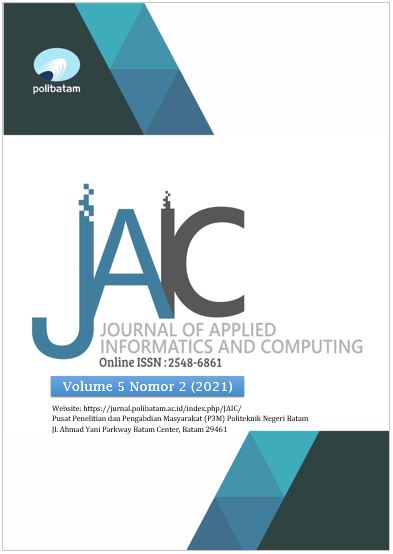 polibatam
JAIC
JOURNAL OF APPLIED
INFORMATICS AND COMPUTING
Online ISSN : 2548-6861
Volume 5 Nomor 2 (2021)
Website: https://jurnal.polibatam.ac.id/index.php/JAIC/
Pusat Penelitian dan Pengabdian Masyarakat (P3M) Politeknik Negeri Batam
Jl. Ahmad Yani Parkway Batam Center, Batam 29461